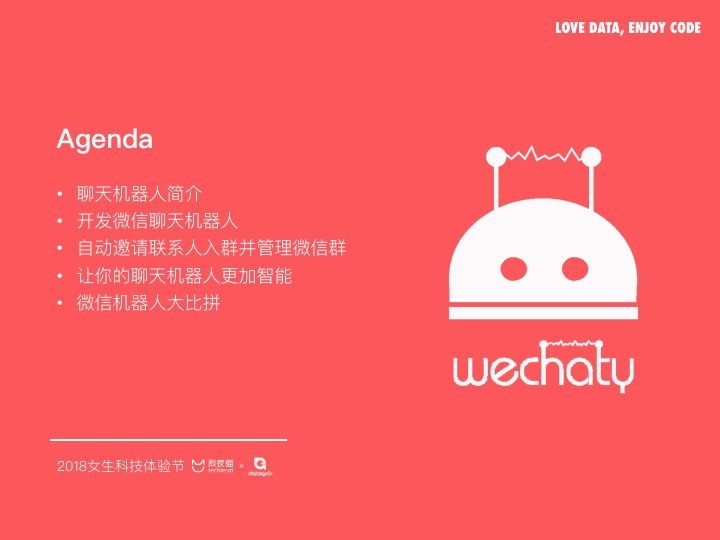 LOVE DATA, ENJOY CODE
Agenda
• 聊天机器人简介
• 开发微信聊天机器人
• 自动邀请联系人入群并管理微信群
• 让你的聊天机器人更加智能
• 微信机器人大比拼
wechaty
2018女生科技体验节 科技猫 techiecat × datagirls